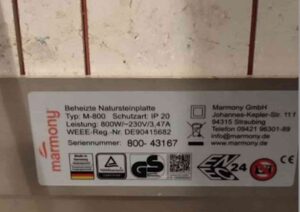 marmony
Beheizte Natursteinplatte
Typ: M-800 Schutzart: IP 20
Leistung: 800W/~230V/3,47A
WEEE-Reg.-Nr. DE90415682
Seriennummer: 800- 43167
Marmony GmbH
Johannes-Kepler-Str. 11
94315 Straubing
Telefon 09421 96301-89
info@marmony.de
www.marmony.de
24
CE